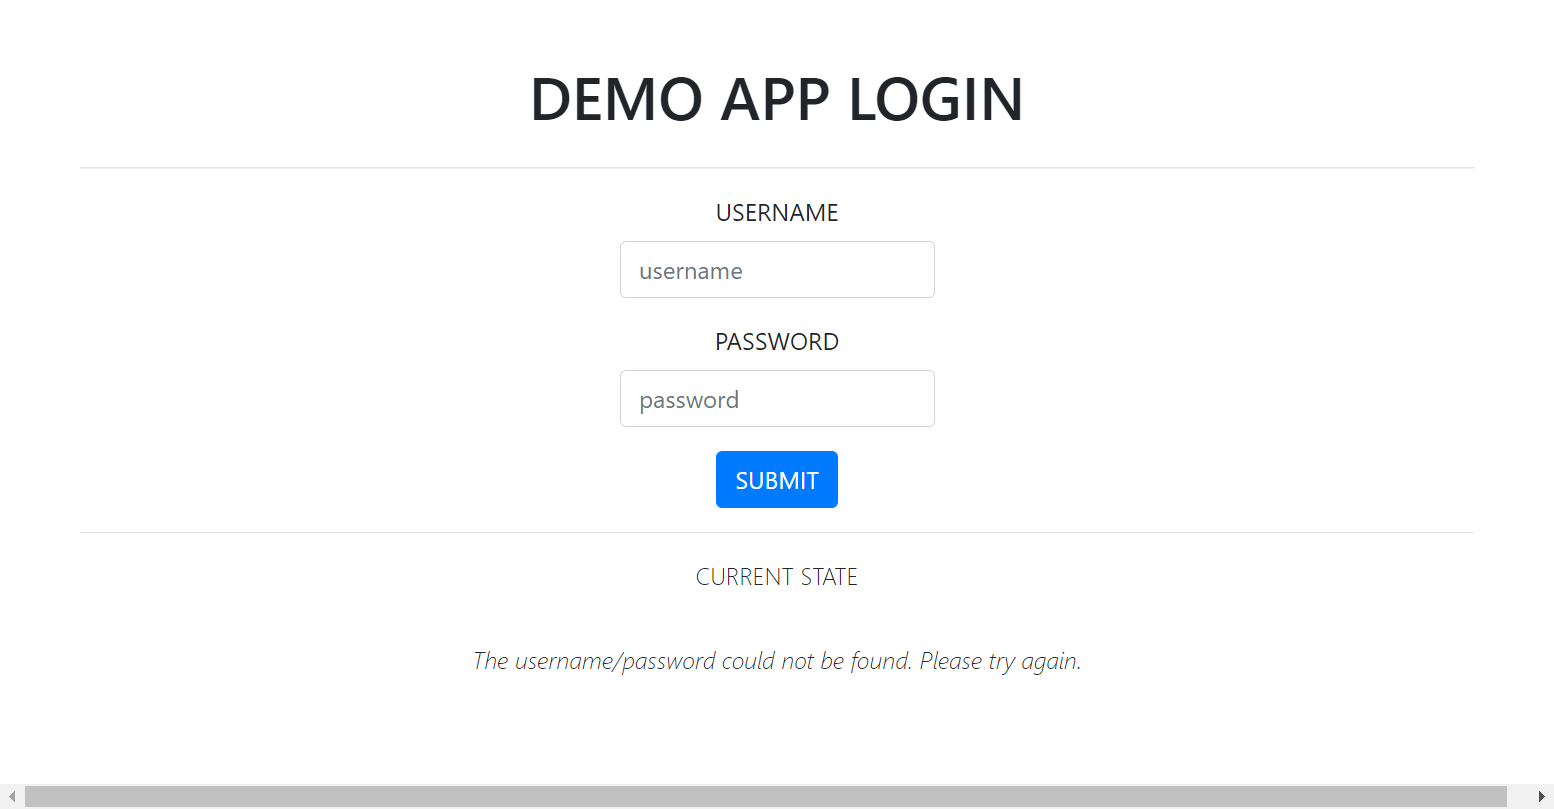 DEMO APP LOGIN
USERNAME
username
PASSWORD
password
SUBMIT
CURRENT STATE
The username/password could not be found. Please try again.